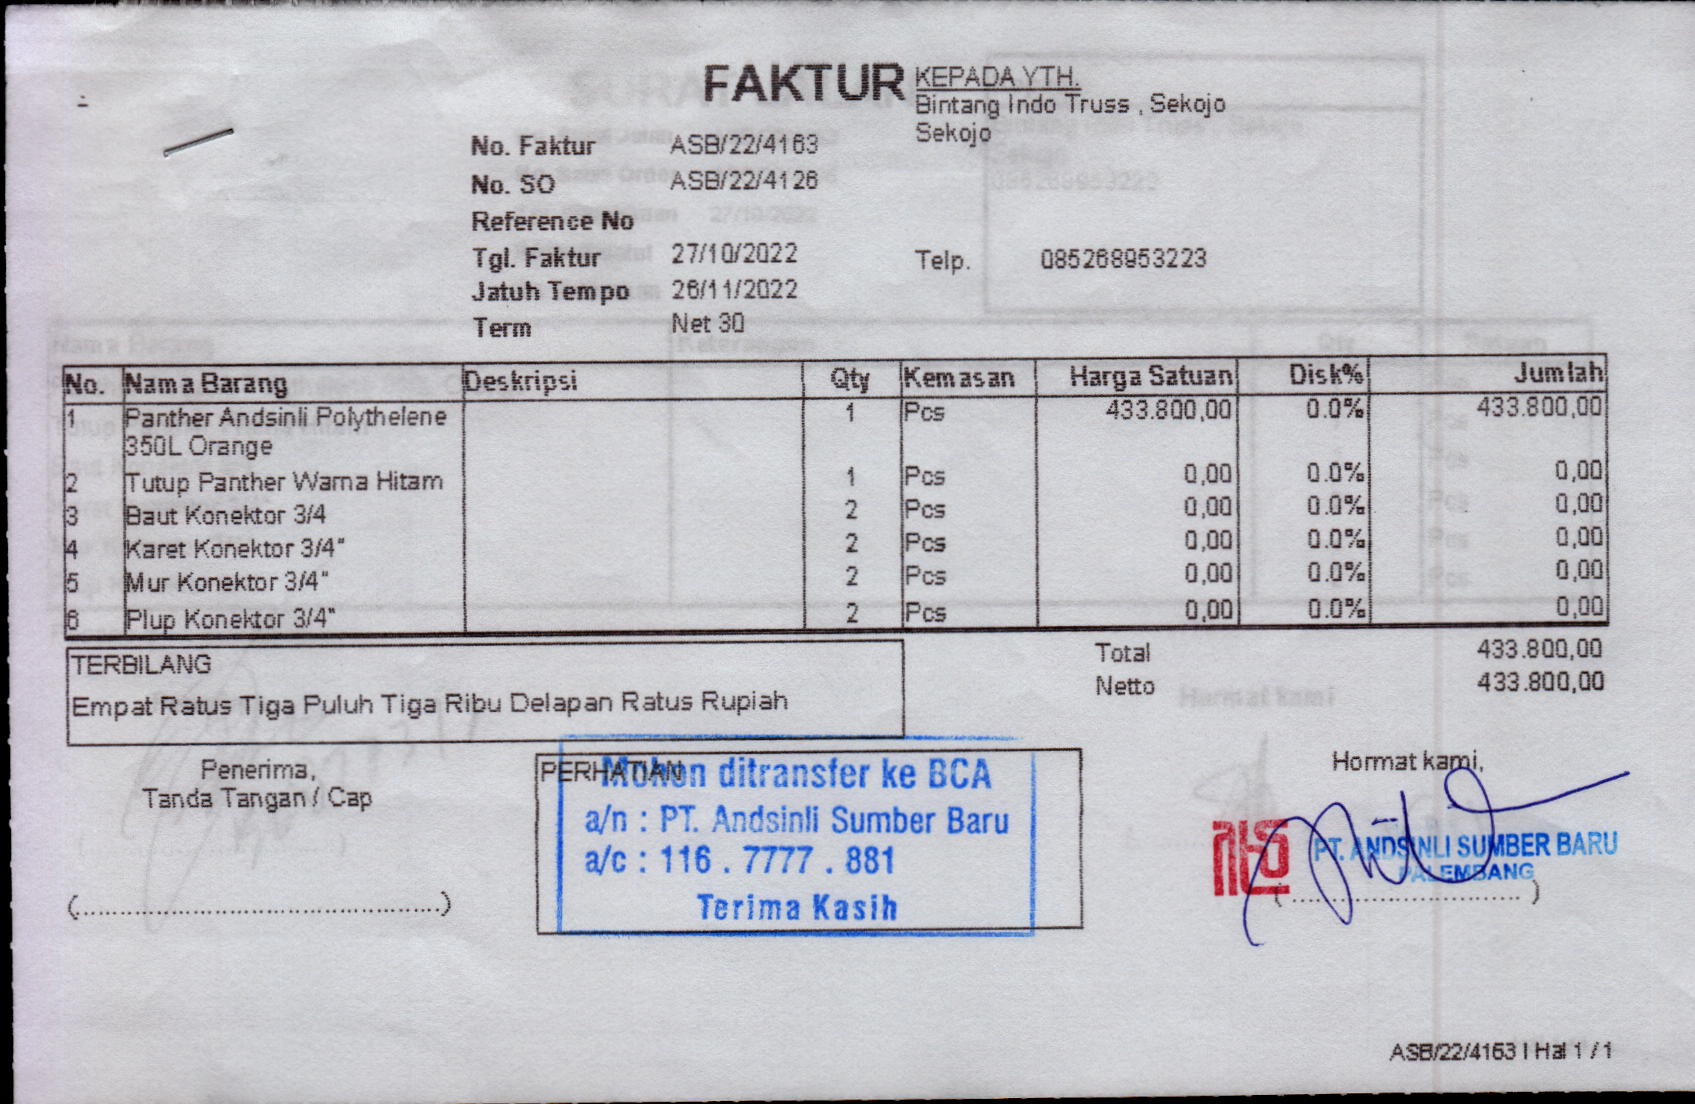 FAKTUR
KEPADA YTH.
Bintang Indo Truss , Sekojo
Sekojo
No. Faktur ASB/22/4163
No. SO ASB/22/4126
Reference No
Tgl. Faktur 27/10/2022
Telp. 085268953223
Jatuh Tempo 26/11/2022
Term Net 30
No. Nama Barang Deskripsi Qty Kemasan Harga Satuan Disk% Jumlah
1 Panther Andsinli Polythelene 1 Pcs 433.800,00 0.0% 433.800,00
350L Orange
2 Tutup Panther Warna Hitam 1 Pcs 0,00 0.0% 0,00
3 Baut Konektor 3/4 2 Pcs 0,00 0.0% 0,00
4 Karet Konektor 3/4" 2 Pcs 0,00 0.0% 0,00
5 Mur Konektor 3/4" 2 Pcs 0,00 0.0% 0,00
6 Plup Konektor 3/4" 2 Pcs 0,00 0.0% 0,00
Total 433.800,00
Netto 433.800,00
TERBILANG
Empat Ratus Tiga Puluh Tiga Ribu Delapan Ratus Rupiah
Penerima,
Tanda Tangan / Cap
(................................................)
PERHATIAN
Mohon ditransfer ke BCA
a/n : PT. Andsinli Sumber Baru
a/c : 116 . 7777 . 881
Terima Kasih
Hormat kami,
PT. ANDSINLI SUMBER BARU
PALEMBANG
(................................)
ASB/22/4163 | Hal 1 / 1